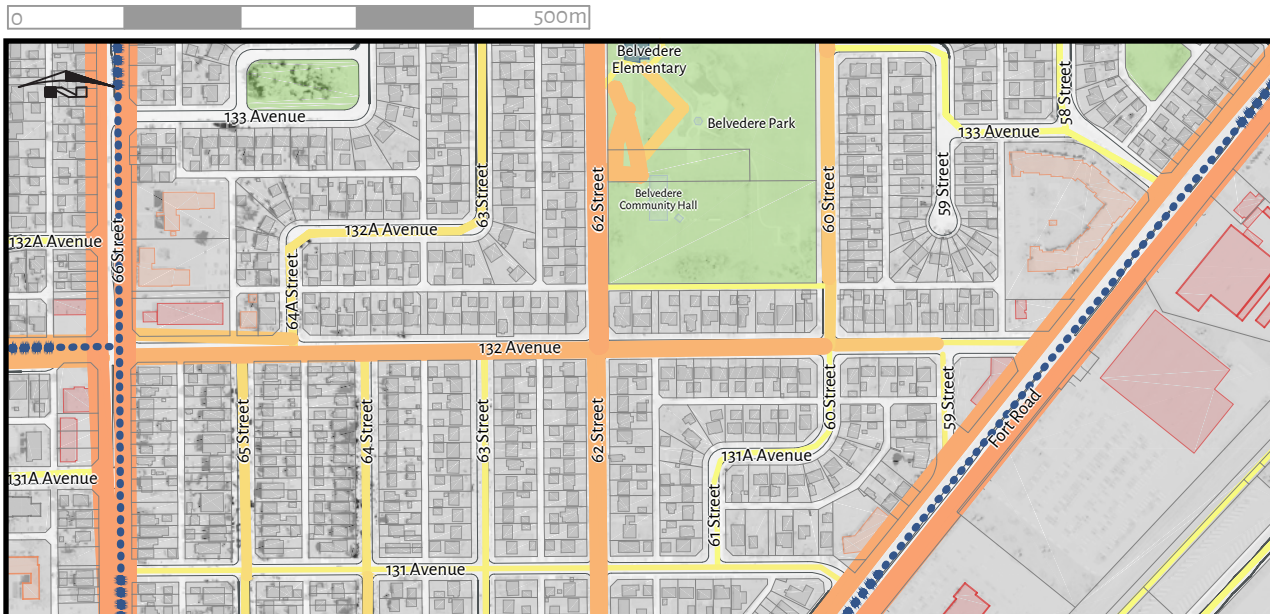 0
500m
Belvedere
Elementary
58 Street
133 Avenue
Belvedere Park
133 Avenue
63 Street
62 Street
60 Street
59 Street
Belvedere
Community Hall
132A Avenue
132A Avenue
66 Street
64A Street
132 Avenue
65 Street
64 Street
63 Street
62 Street
60 Street
59 Street
Fort Road
131A Avenue
131A Avenue
61 Street
131 Avenue